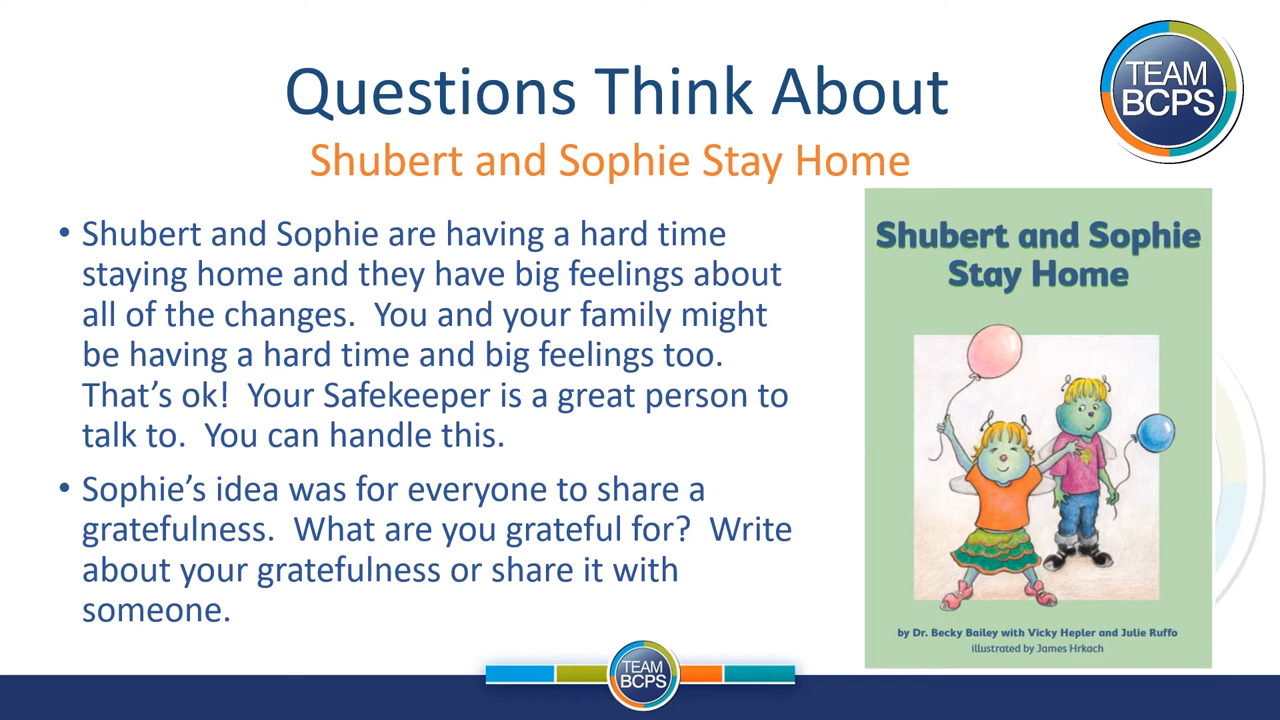 Questions Think About
Shubert and Sophie Stay Home
TEAM
BCPS
• Shubert and Sophie are having a hard time
staying home and they have big feelings about
all of the changes.  You and your family might
be having a hard time and big feelings too.
That's ok!  Your Safekeeper is a great person to
talk to.  You can handle this.
• Sophie's idea was for everyone to share a
gratefulness.  What are you grateful for?  Write
about your gratefulness or share it with
someone.
Shubert and Sophie
Stay Home
by Dr. Becky Bailey with Vicky Hepler and Julie Ruffo
illustrated by James Hrkach
TEAM
BCPS